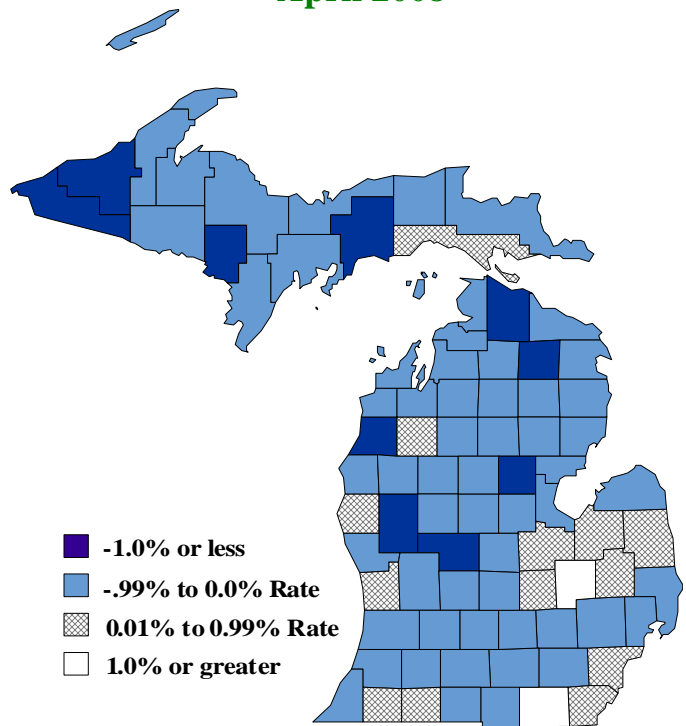 -1.0% or less
-.99% to 0.0% Rate
0.01% to 0.99% Rate
1.0% or greater